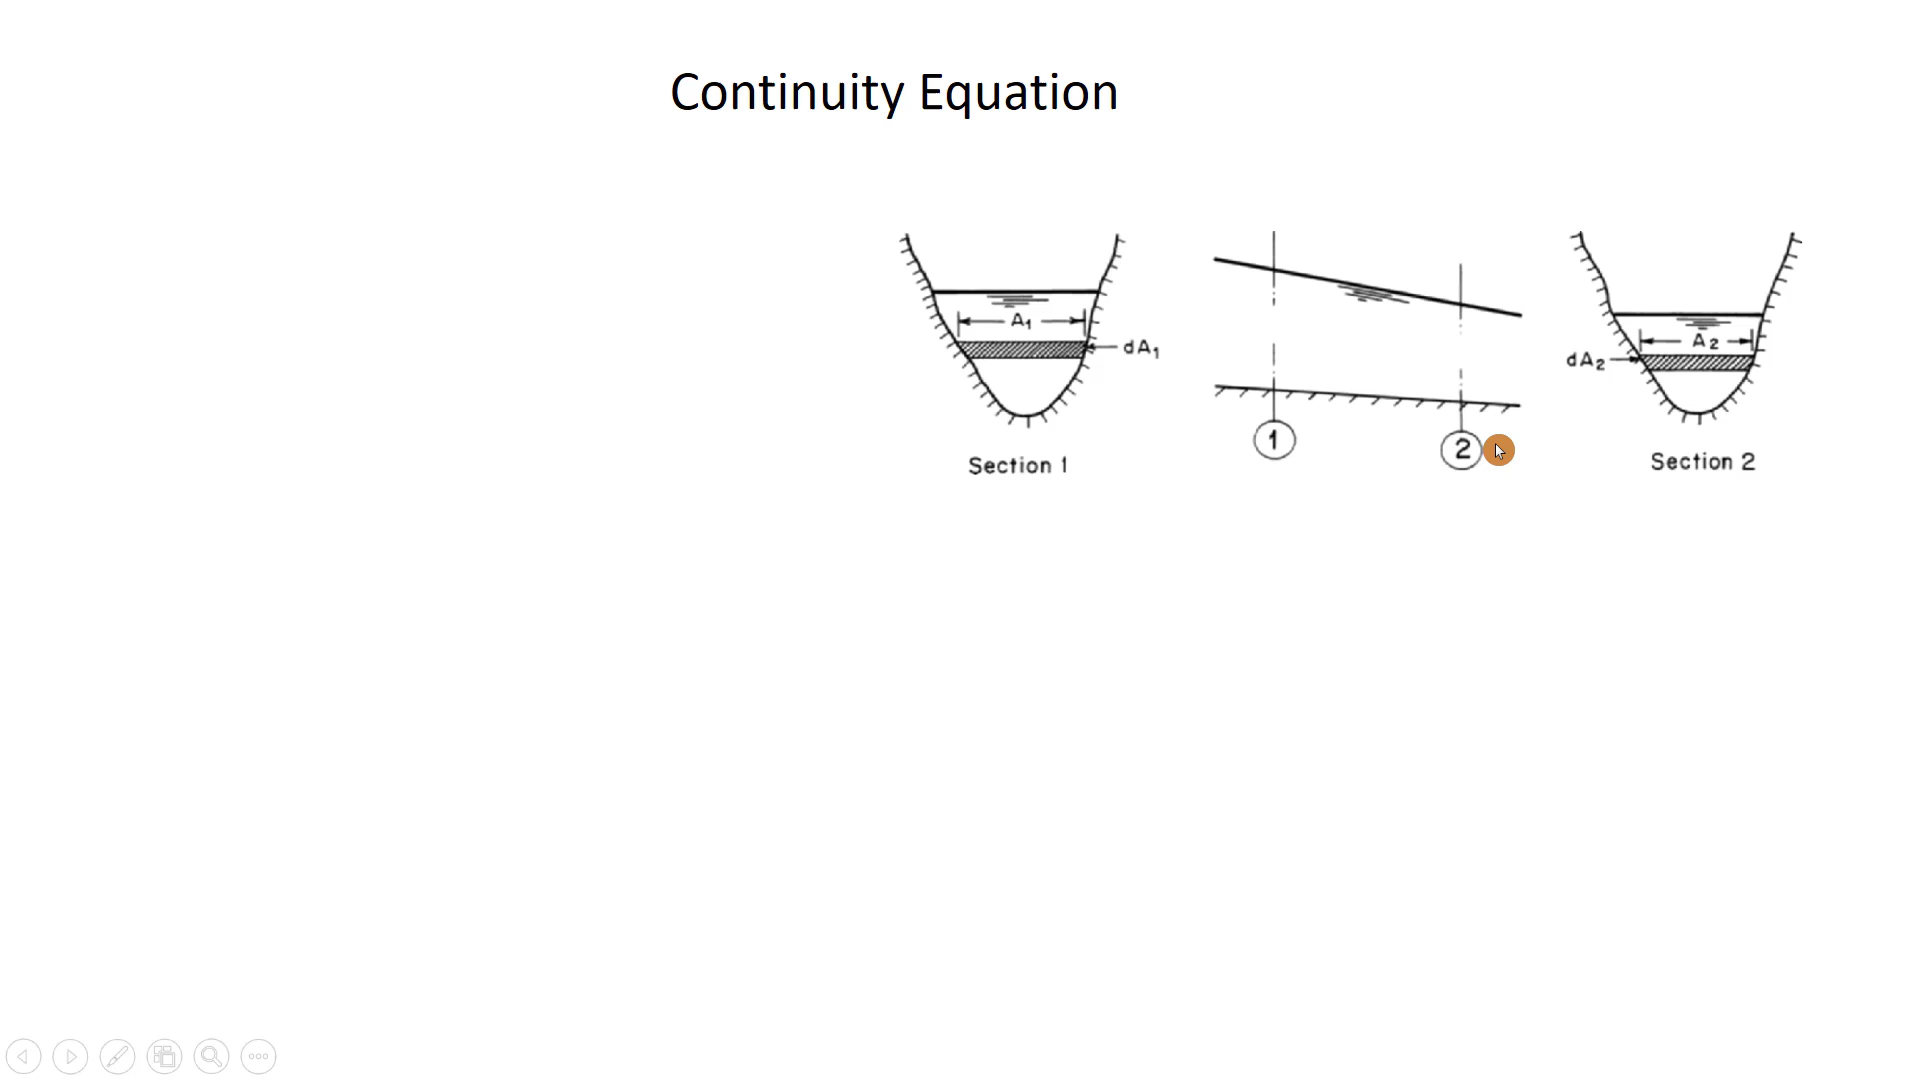 Continuity Equation
A₁
dA₁
Section 1
1
2
A₂
dA₂
Section 2